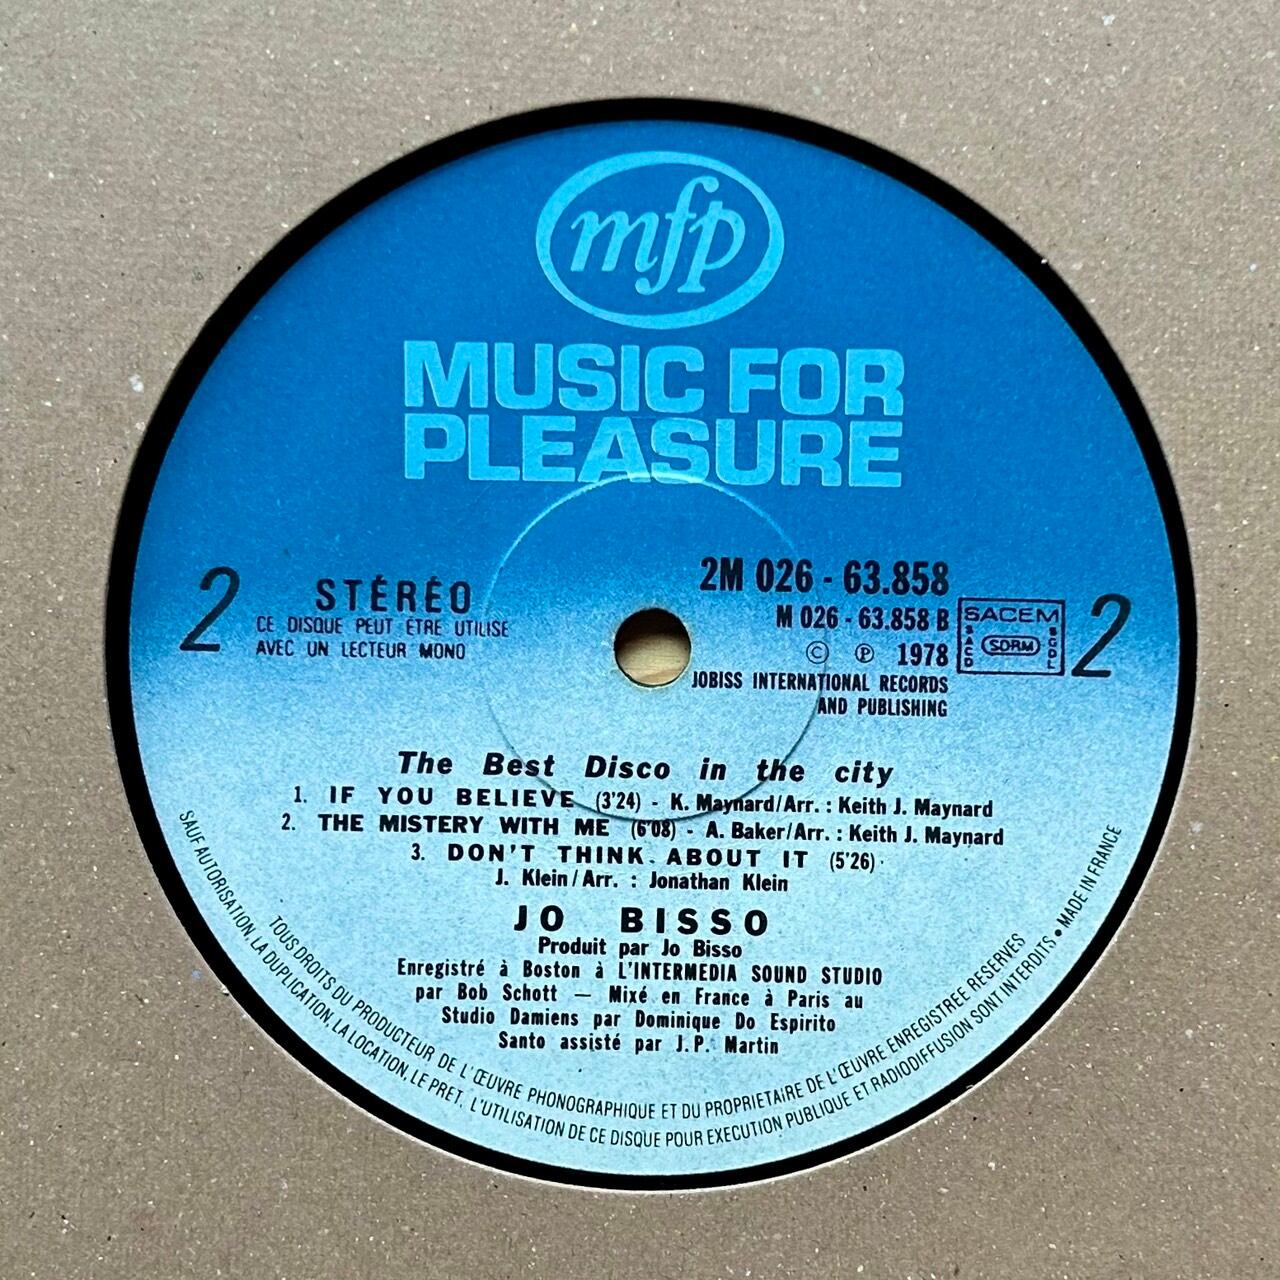 mfp
MUSIC FOR
PLEASURE
2
STÉRÉO
CE DISQUE PEUT ETRE UTILISE
AVEC UN LECTEUR MONO
2M 026 - 63.858
M 026 - 63.858 B
© ℗ 1978
JOBISS INTERNATIONAL RECORDS
AND PUBLISHING
SACEM
SACD
SDRM
SGDL
2
The Best Disco in the city
1. IF YOU BELIEVE (3'24) - K. Maynard/Arr. : Keith J. Maynard
2. THE MISTERY WITH ME (6'08) - A. Baker/Arr. : Keith J. Maynard
3. DON'T THINK ABOUT IT (5'26)
J. Klein/Arr. : Jonathan Klein
JO BISSO
Produit par Jo Bisso
Enregistré à Boston à L'INTERMEDIA SOUND STUDIO
par Bob Schott — Mixé en France à Paris au
Studio Damiens par Dominique Do Espirito
Santo assisté par J.P. Martin
TOUS DROITS DU PRODUCTEUR DE L'ŒUVRE PHONOGRAPHIQUE ET DU PROPRIETAIRE DE L'ŒUVRE ENREGISTREE RESERVES
SAUF AUTORISATION, LA DUPLICATION, LA LOCATION, LE PRET, L'UTILISATION DE CE DISQUE POUR EXECUTION PUBLIQUE ET RADIODIFFUSION SONT INTERDITS • MADE IN FRANCE